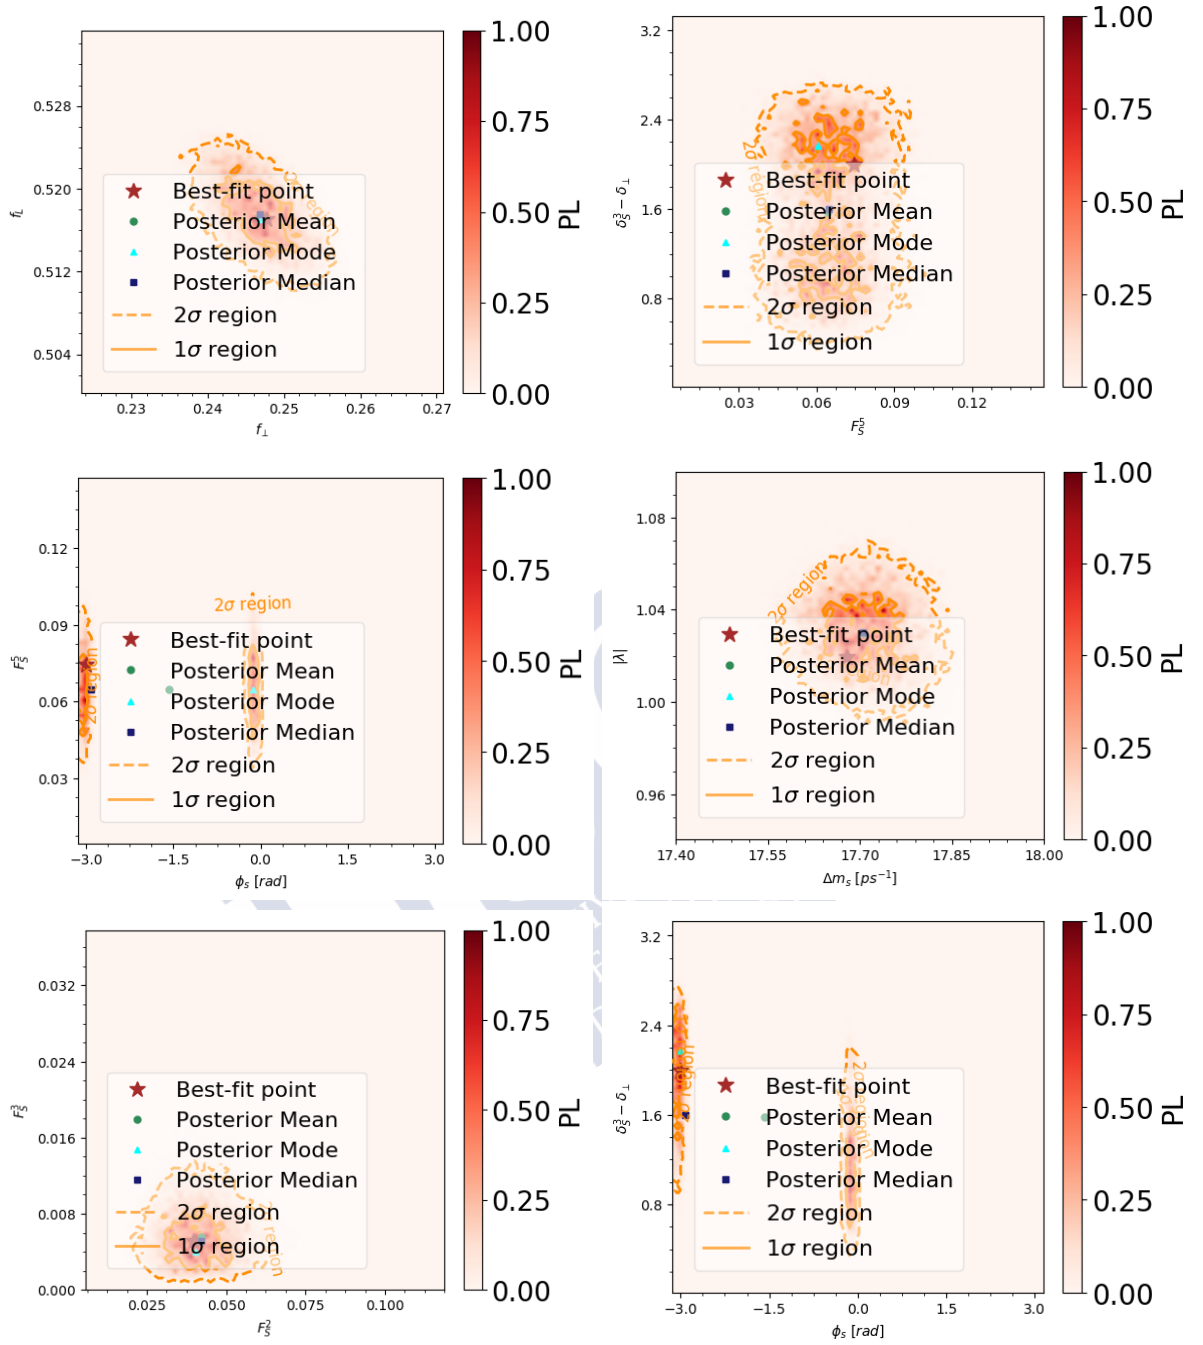 1.00
0.75
0.50
0.25
0.00
PL
0.528
0.520
0.512
0.504
f_L
0.23 0.24 0.25 0.26 0.27
f_⊥
2σ region
Best-fit point
Posterior Mean
Posterior Mode
Posterior Median
2σ region
1σ region
1.00
0.75
0.50
0.25
0.00
PL
3.2
2.4
1.6
0.8
δ_S^3 − δ_⊥
0.03 0.06 0.09 0.12
F_S^5
2σ region
Best-fit point
Posterior Mean
Posterior Mode
Posterior Median
2σ region
1σ region
1.00
0.75
0.50
0.25
0.00
PL
0.12
0.09
0.06
0.03
F_S^5
−3.0 −1.5 0.0 1.5 3.0
ϕ_s [rad]
2σ region
2σ region
Best-fit point
Posterior Mean
Posterior Mode
Posterior Median
2σ region
1σ region
1.00
0.75
0.50
0.25
0.00
PL
1.08
1.04
1.00
0.96
|λ|
17.40 17.55 17.70 17.85 18.00
Δm_s [ps⁻¹]
2σ region
region
Best-fit point
Posterior Mean
Posterior Mode
Posterior Median
2σ region
1σ region
1.00
0.75
0.50
0.25
0.00
PL
0.032
0.024
0.016
0.008
0.000
F_S^3
0.025 0.050 0.075 0.100
F_S^2
region
Best-fit point
Posterior Mean
Posterior Mode
Posterior Median
2σ region
1σ region
1.00
0.75
0.50
0.25
0.00
PL
3.2
2.4
1.6
0.8
δ_S^3 − δ_⊥
−3.0 −1.5 0.0 1.5 3.0
ϕ_s [rad]
region
2σ region
Best-fit point
Posterior Mean
Posterior Mode
Posterior Median
2σ region
1σ region